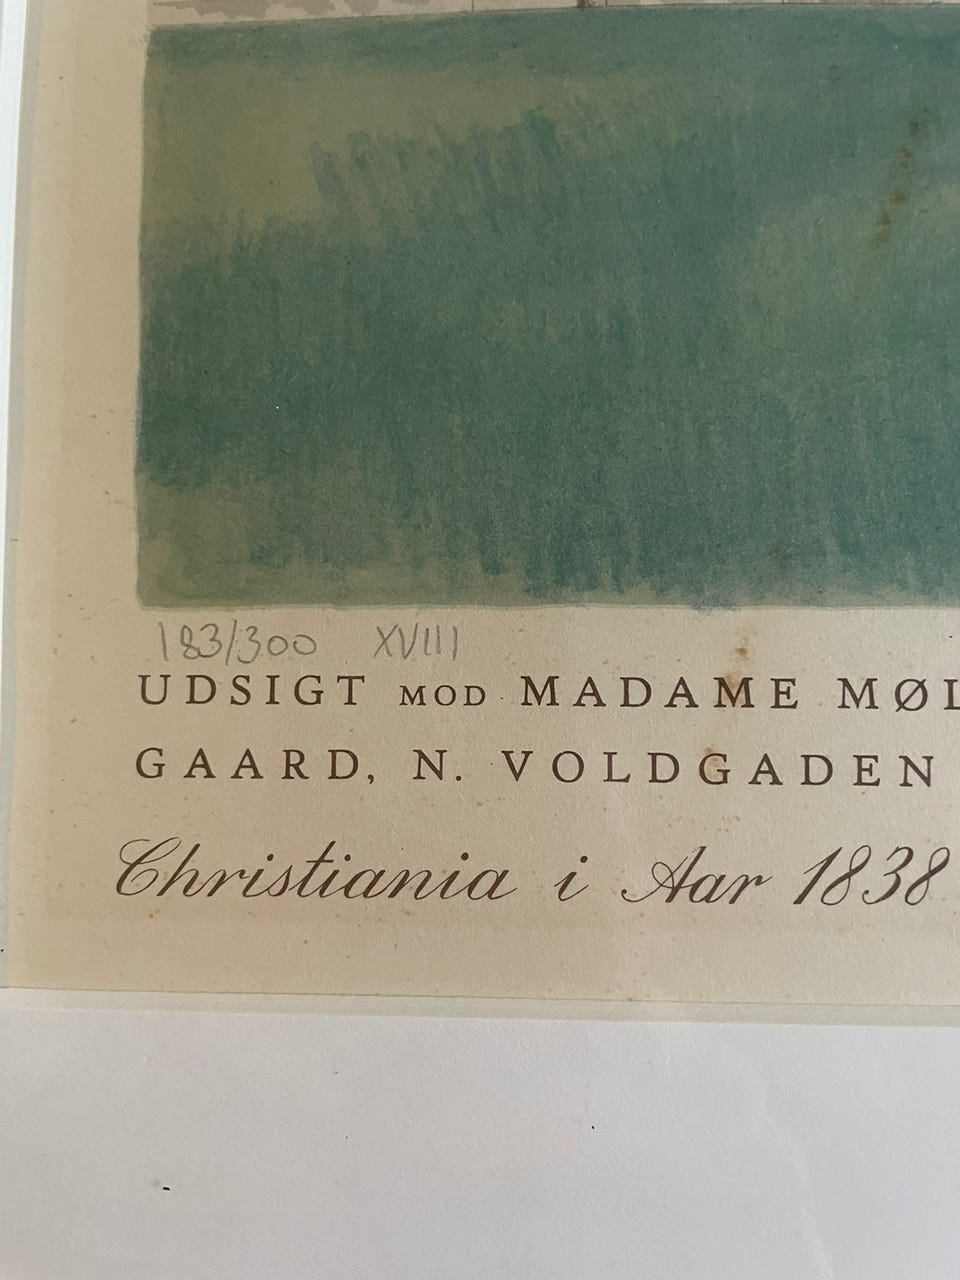 183/300 XVIII
UDSIGT MOD MADAME MØL
GAARD, N. VOLDGADEN
Christiania i Aar 1838